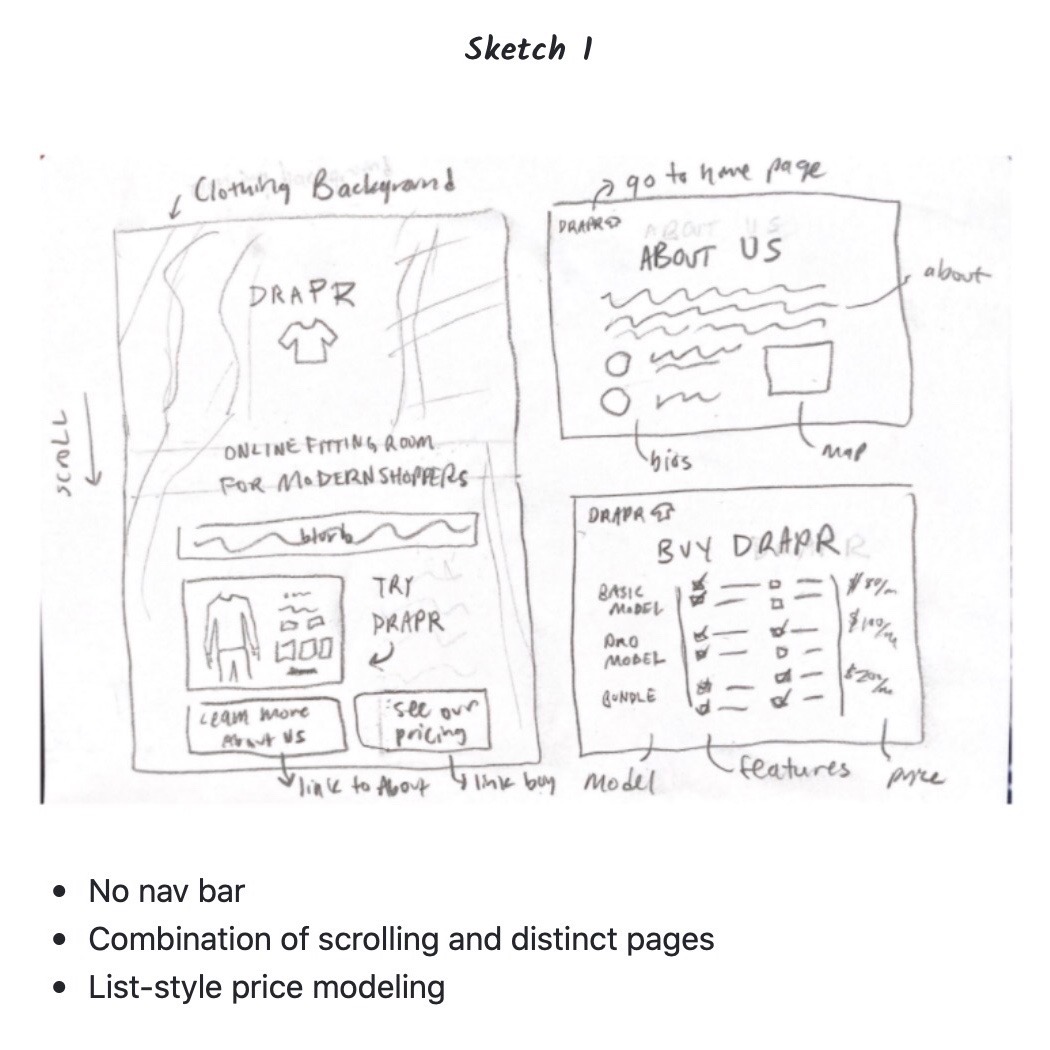 Sketch 1
Clothing Background
SCROLL
DRAPR
ONLINE FITTING ROOM
FOR MODERN SHOPPERS
blurb
TRY
DRAPR
Learn more
About US
see our
pricing
link to About
link buy
go to home page
DRAPR
ABOUT US
ABOUT US
about
bios
map
DRAPR
BUY DRAPR
BASIC
MODEL
PRO
MODEL
BUNDLE
Model
features
price
• No nav bar
• Combination of scrolling and distinct pages
• List-style price modeling